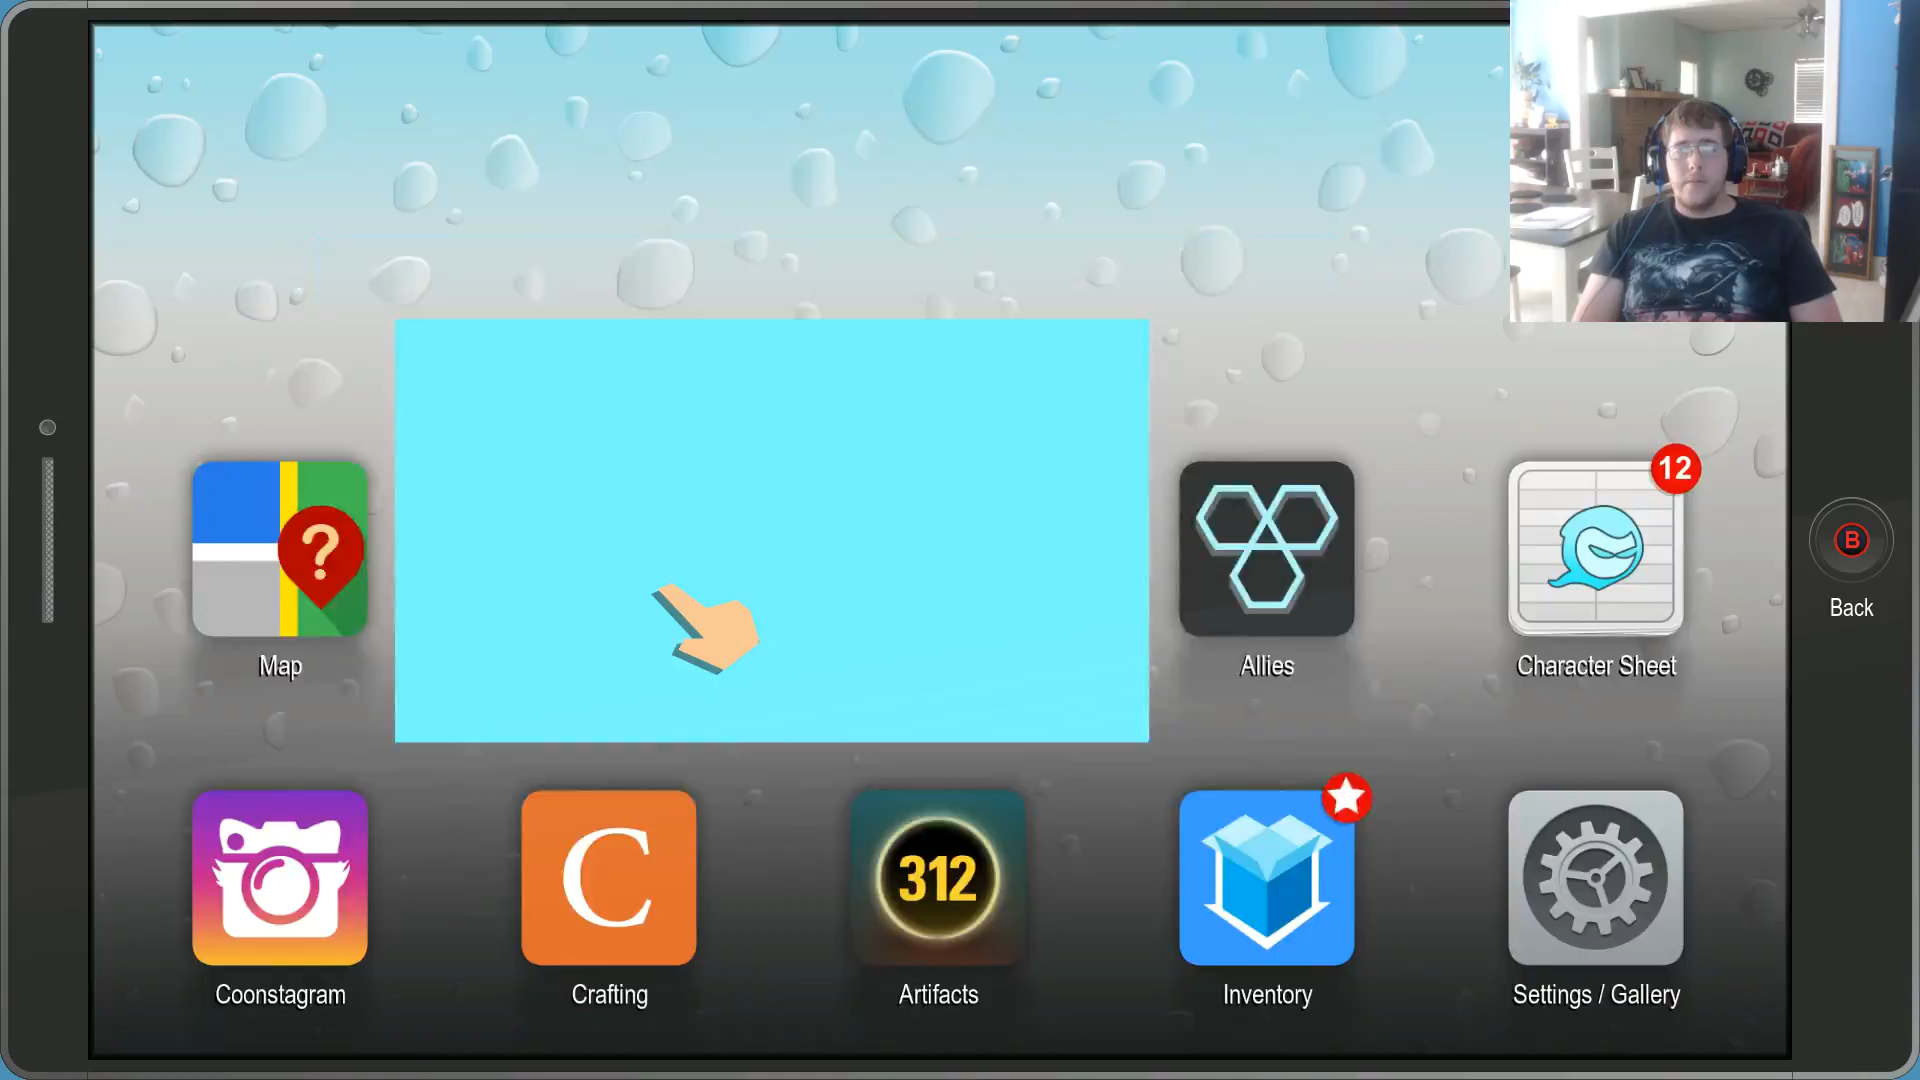 ?
12
B
Back
Map
Allies
Character Sheet
C
312
Coonstagram
Crafting
Artifacts
Inventory
Settings / Gallery